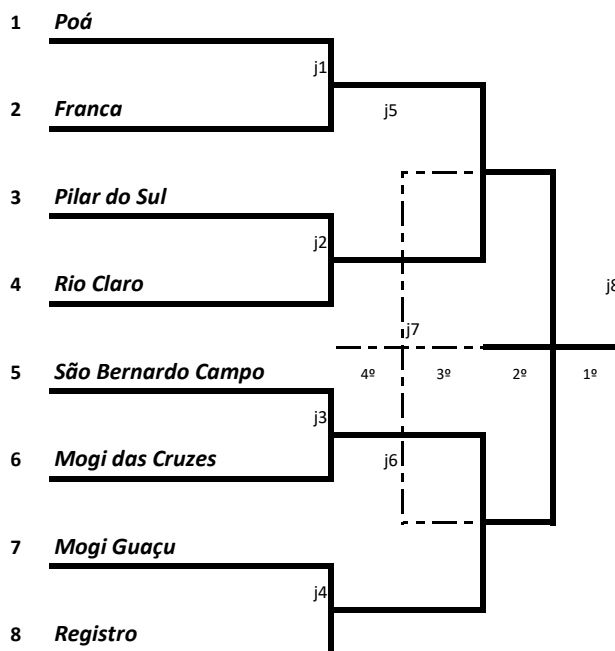 1 Poá
j1
2 Franca
j5
3 Pilar do Sul
j2
4 Rio Claro
j8
j7
5 São Bernardo Campo
4º 3º 2º 1º
j3
6 Mogi das Cruzes
j6
7 Mogi Guaçu
j4
8 Registro